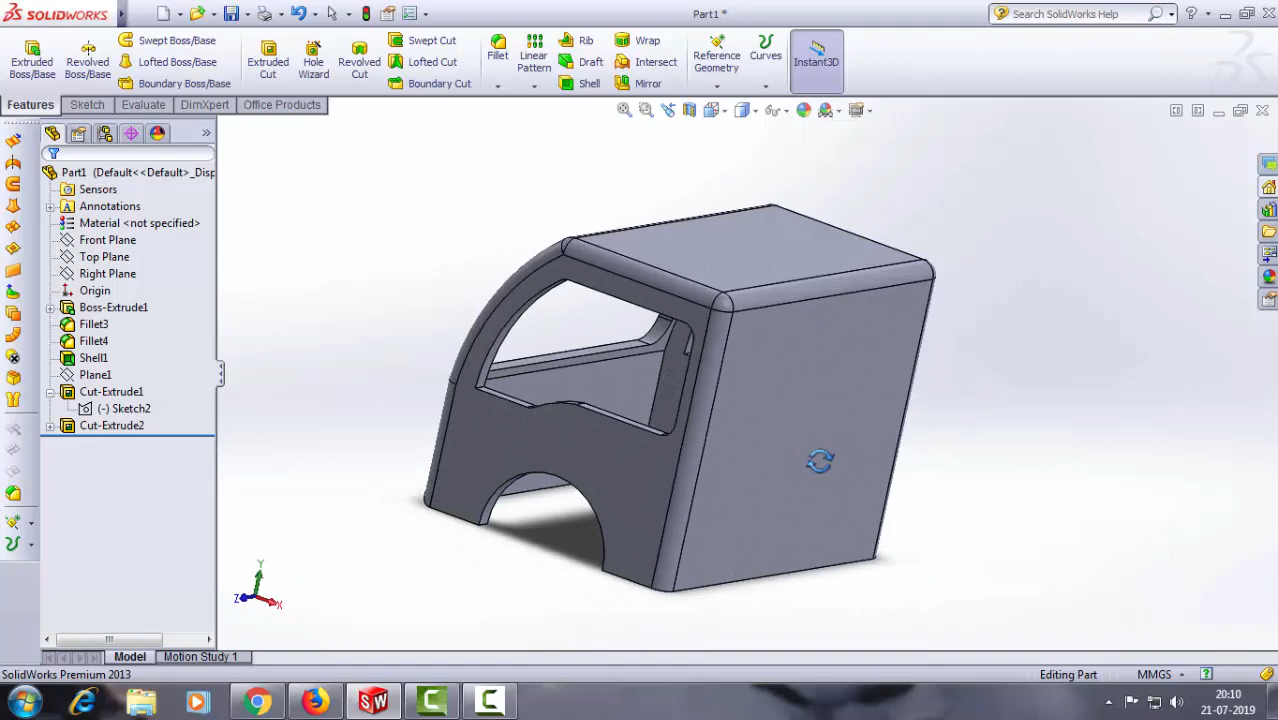 SOLIDWORKS
Part1 *
Search SolidWorks Help
Extruded Boss/Base
Revolved Boss/Base
Swept Boss/Base
Lofted Boss/Base
Boundary Boss/Base
Extruded Cut
Hole Wizard
Revolved Cut
Swept Cut
Lofted Cut
Boundary Cut
Fillet
Linear Pattern
Rib
Draft
Shell
Wrap
Intersect
Mirror
Reference Geometry
Curves
Instant3D
Features
Sketch
Evaluate
DimXpert
Office Products
Part1 (Default<<Default>_Disp
Sensors
Annotations
Material <not specified>
Front Plane
Top Plane
Right Plane
Origin
Boss-Extrude1
Fillet3
Fillet4
Shell1
Plane1
Cut-Extrude1
(-) Sketch2
Cut-Extrude2
Y
Z
X
Model
Motion Study 1
SolidWorks Premium 2013
Editing Part
MMGS
20:10
21-07-2019